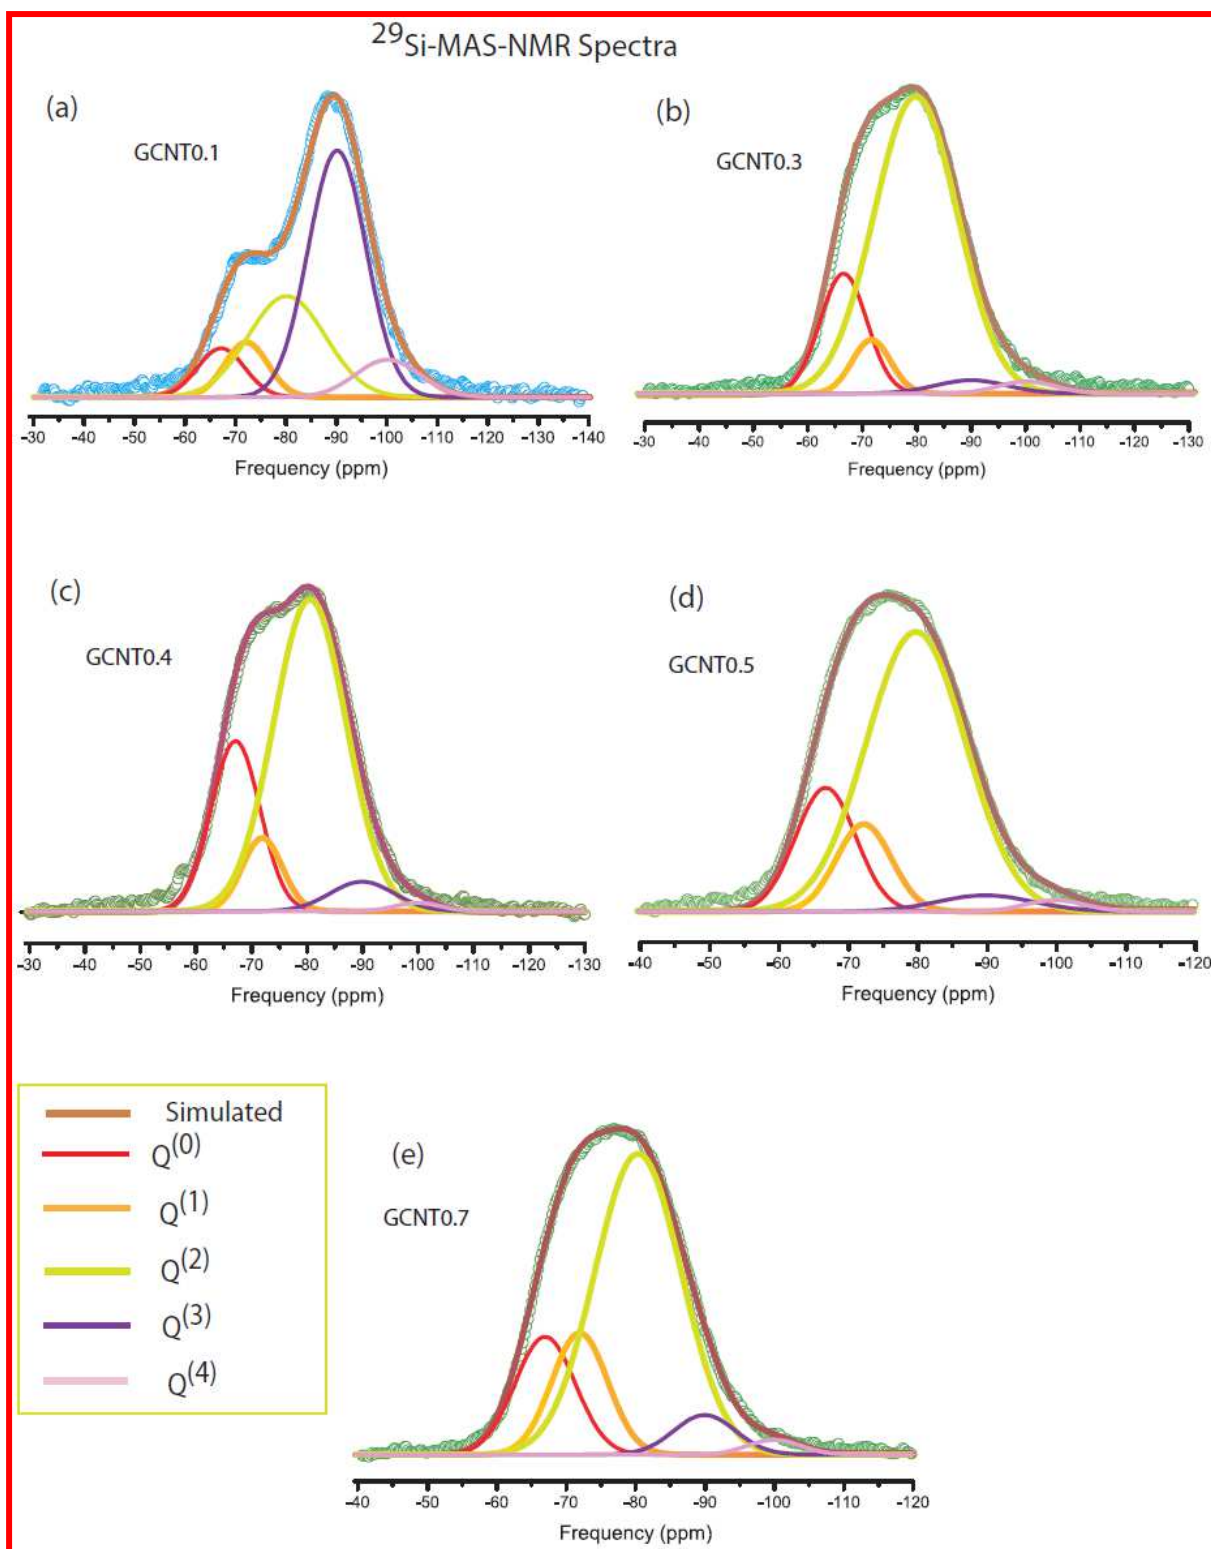 29Si-MAS-NMR Spectra
(a)
GCNT0.1
-30 -40 -50 -60 -70 -80 -90 -100 -110 -120 -130 -140
Frequency (ppm)
(b)
GCNT0.3
-30 -40 -50 -60 -70 -80 -90 -100 -110 -120 -130
Frequency (ppm)
(c)
GCNT0.4
-30 -40 -50 -60 -70 -80 -90 -100 -110 -120 -130
Frequency (ppm)
(d)
GCNT0.5
-40 -50 -60 -70 -80 -90 -100 -110 -120
Frequency (ppm)
Simulated
Q(0)
Q(1)
Q(2)
Q(3)
Q(4)
(e)
GCNT0.7
-40 -50 -60 -70 -80 -90 -100 -110 -120
Frequency (ppm)